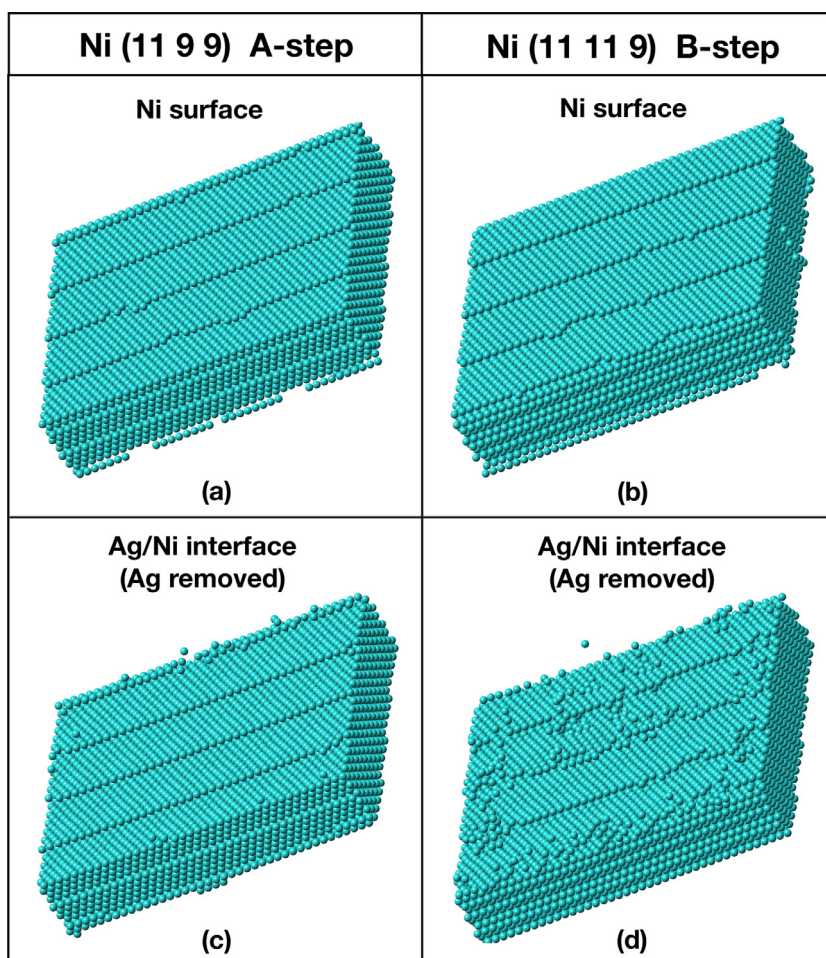 Ni (11 9 9) A-step
Ni (11 11 9) B-step
Ni surface
(a)
Ni surface
(b)
Ag/Ni interface
(Ag removed)
(c)
Ag/Ni interface
(Ag removed)
(d)